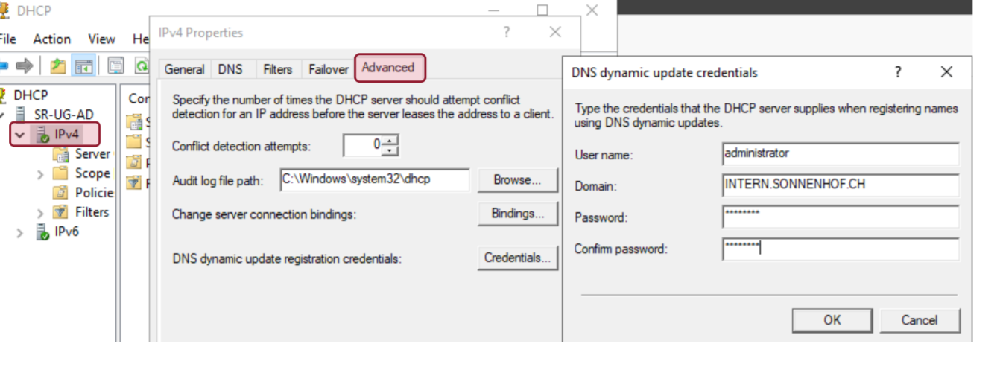 DHCP
File Action View He
DHCP
SR-UG-AD
IPv4
Server
Scope
Policie
Filters
IPv6
Cor
S
S
P
F
IPv4 Properties
? ×
General DNS Filters Failover Advanced
Specify the number of times the DHCP server should attempt conflict
detection for an IP address before the server leases the address to a client.
Conflict detection attempts: 0
Audit log file path: C:\Windows\system32\dhcp Browse...
Change server connection bindings: Bindings...
DNS dynamic update registration credentials: Credentials...
DNS dynamic update credentials ? ×
Type the credentials that the DHCP server supplies when registering names
using DNS dynamic updates.
User name: administrator
Domain: INTERN.SONNENHOF.CH
Password: ********
Confirm password: ********
OK Cancel